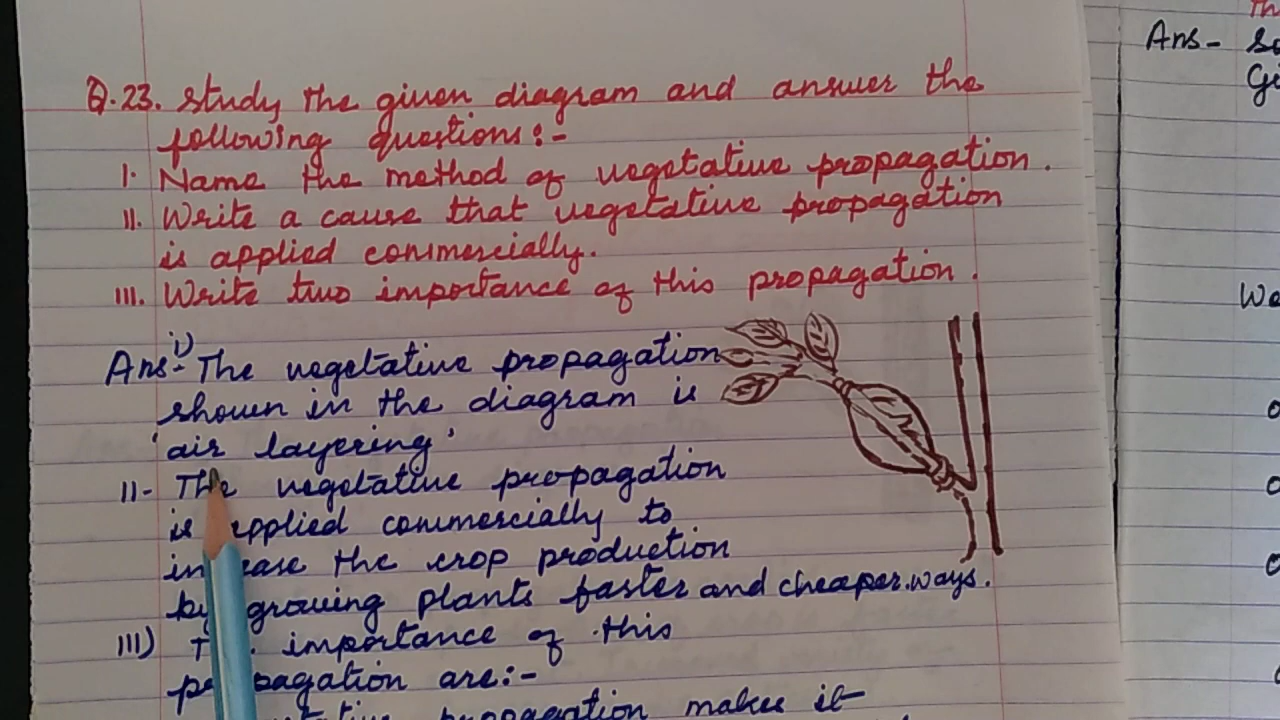 Q.23. Study the given diagram and answer the
following questions:-
I. Name the method of vegetative propagation.
II. Write a cause that vegetative propagation
is applied commercially.
III. Write two importance of this propagation.
Ans:- i) The vegetative propagation
shown in the diagram is
'air layering'
II- The vegetative propagation
is applied commercially to
the crop production
growing plants faster and cheaper ways.
III) importance of this
are:-
propagation makes it
Ans-